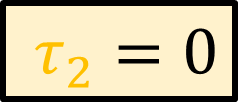 τ₂ = 0